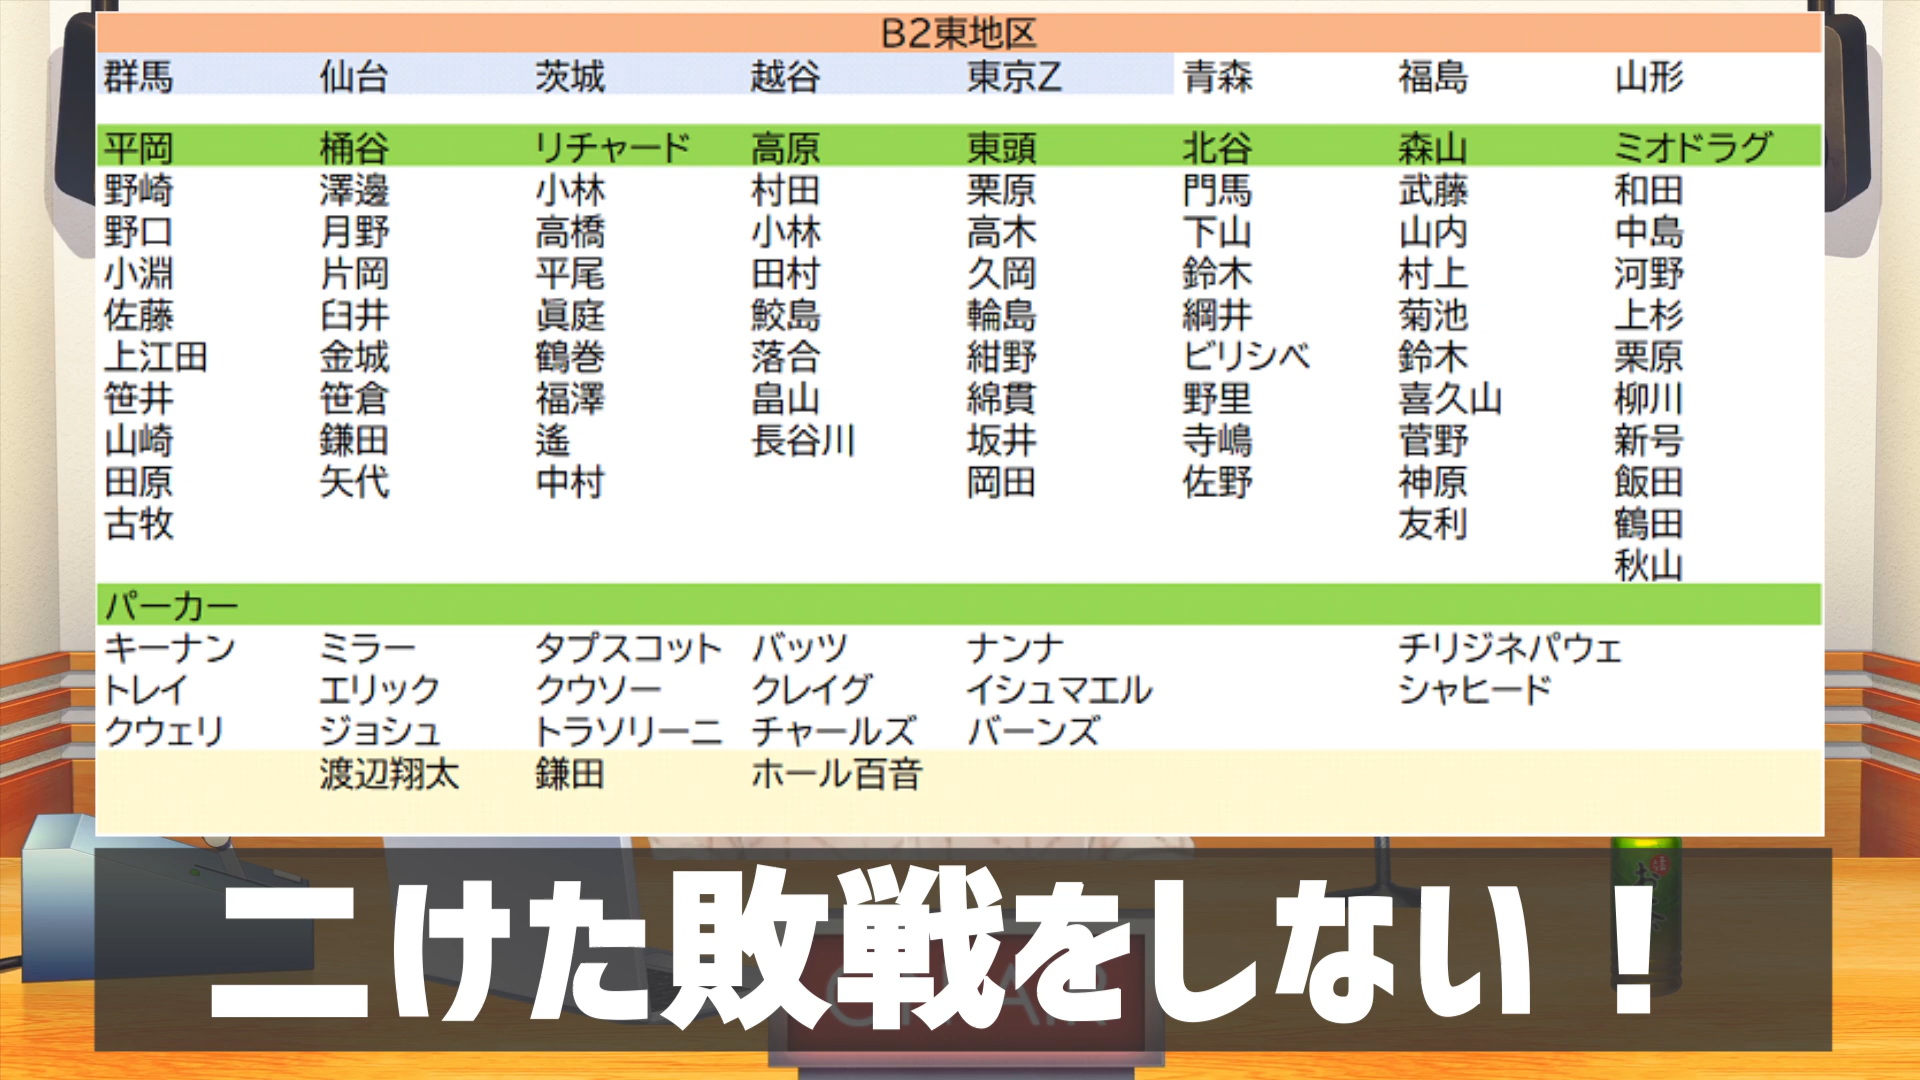 B2東地区
群馬 仙台 茨城 越谷 東京Z 青森 福島 山形
平岡 桶谷 リチャード 高原 東頭 北谷 森山 ミオドラグ
野崎 澤邊 小林 村田 栗原 門馬 武藤 和田
野口 月野 高橋 小林 高木 下山 山内 中島
小淵 片岡 平尾 田村 久岡 鈴木 村上 河野
佐藤 臼井 眞庭 鮫島 輪島 綱井 菊池 上杉
上江田 金城 鶴巻 落合 紺野 ビリシベ 鈴木 栗原
笹井 笹倉 福澤 畠山 綿貫 野里 喜久山 柳川
山崎 鎌田 遙 長谷川 坂井 寺嶋 菅野 新号
田原 矢代 中村 岡田 佐野 神原 飯田
古牧 友利 鶴田
秋山
パーカー
キーナン ミラー タプスコット バッツ ナンナ チリジネパウェ
トレイ エリック クウソー クレイグ イシュマエル シャヒード
クウェリ ジョシュ トラソリーニ チャールズ バーンズ
渡辺翔太 鎌田 ホール百音
二けた敗戦をしない！
ON AIR